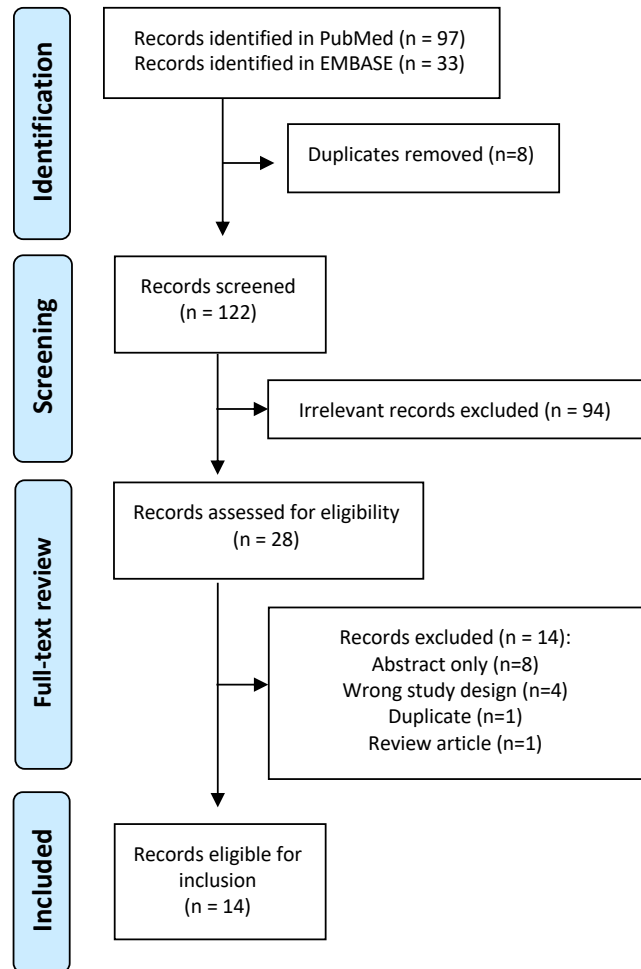 Identification
Records identified in PubMed (n = 97)
Records identified in EMBASE (n = 33)
Duplicates removed (n=8)
Screening
Records screened
(n = 122)
Irrelevant records excluded (n = 94)
Full-text review
Records assessed for eligibility
(n = 28)
Records excluded (n = 14):
Abstract only (n=8)
Wrong study design (n=4)
Duplicate (n=1)
Review article (n=1)
Included
Records eligible for
inclusion
(n = 14)